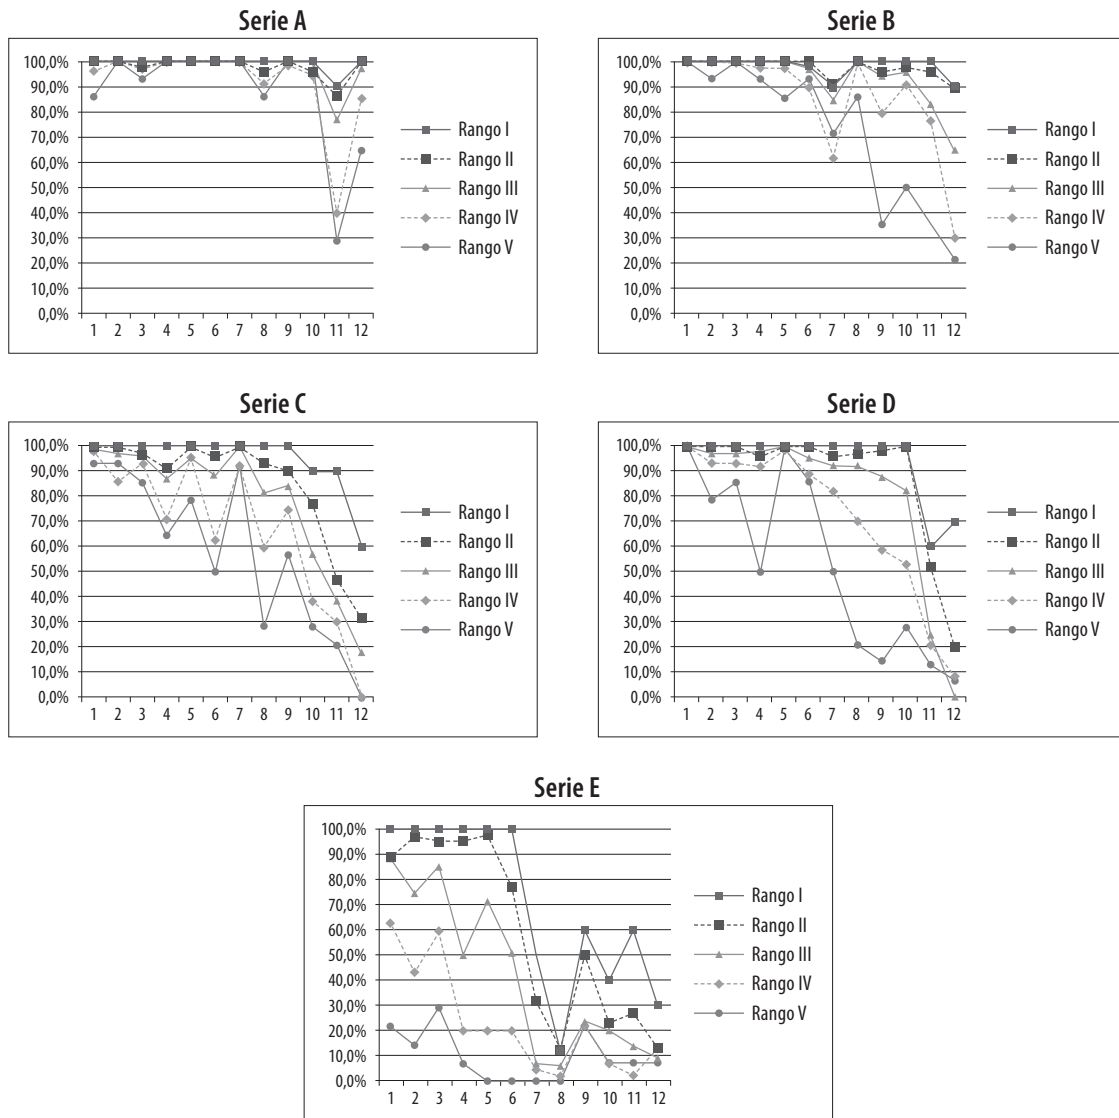 Serie A
100,0%
90,0%
80,0%
70,0%
60,0%
50,0%
40,0%
30,0%
20,0%
10,0%
0,0%
1 2 3 4 5 6 7 8 9 10 11 12
Rango I
Rango II
Rango III
Rango IV
Rango V
Serie B
100,0%
90,0%
80,0%
70,0%
60,0%
50,0%
40,0%
30,0%
20,0%
10,0%
0,0%
1 2 3 4 5 6 7 8 9 10 11 12
Rango I
Rango II
Rango III
Rango IV
Rango V
Serie C
100,0%
90,0%
80,0%
70,0%
60,0%
50,0%
40,0%
30,0%
20,0%
10,0%
0,0%
1 2 3 4 5 6 7 8 9 10 11 12
Rango I
Rango II
Rango III
Rango IV
Rango V
Serie D
100,0%
90,0%
80,0%
70,0%
60,0%
50,0%
40,0%
30,0%
20,0%
10,0%
0,0%
1 2 3 4 5 6 7 8 9 10 11 12
Rango I
Rango II
Rango III
Rango IV
Rango V
Serie E
100,0%
90,0%
80,0%
70,0%
60,0%
50,0%
40,0%
30,0%
20,0%
10,0%
0,0%
1 2 3 4 5 6 7 8 9 10 11 12
Rango I
Rango II
Rango III
Rango IV
Rango V